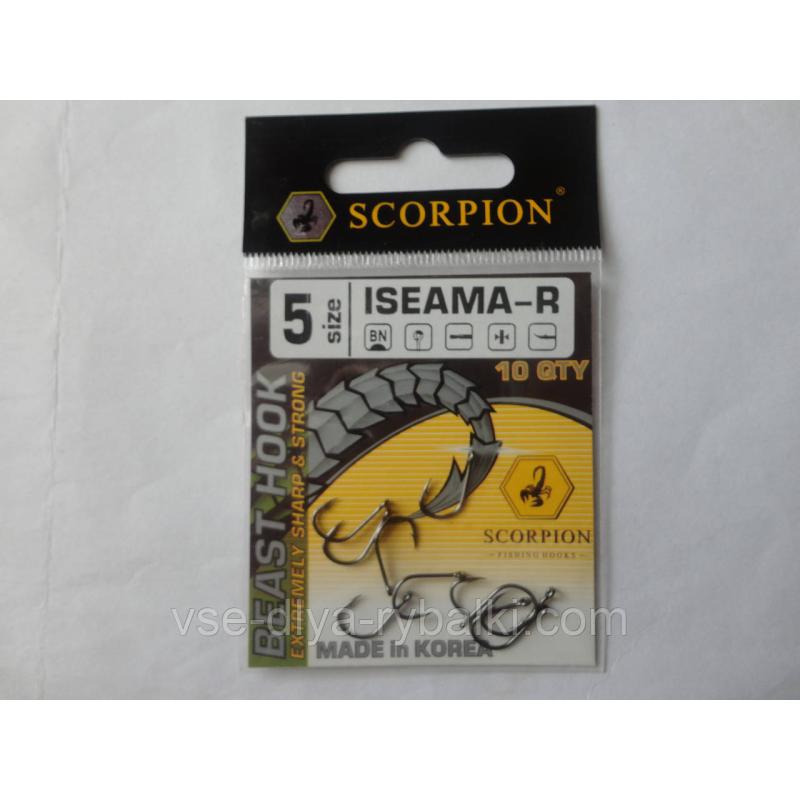 SCORPION®
5 size
ISEAMA-R
BN
10 QTY
BEAST HOOK
EXTREMELY SHARP & STRONG
SCORPION
- FISHING HOOKS -
vse-dlya-rybalki.com
MADE in KOREA